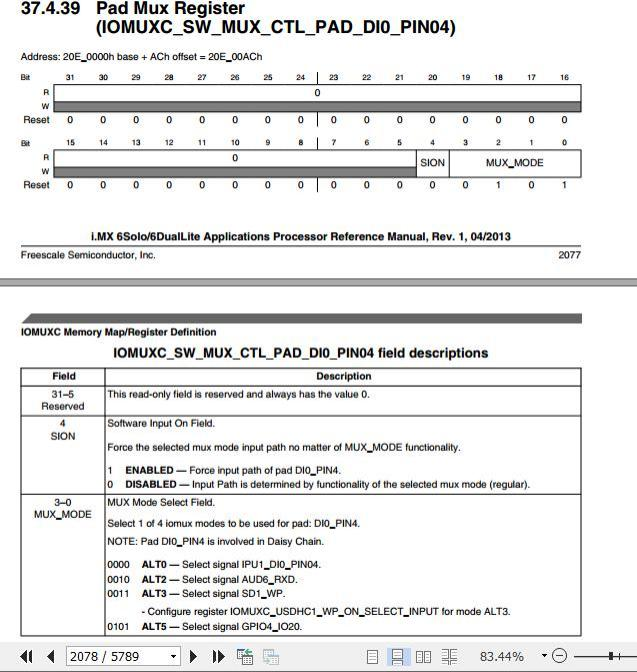 37.4.39 Pad Mux Register
(IOMUXC_SW_MUX_CTL_PAD_DI0_PIN04)
Address: 20E_0000h base + ACh offset = 20E_00ACh
Bit 31 30 29 28 27 26 25 24 23 22 21 20 19 18 17 16
R 0
W
Reset 0 0 0 0 0 0 0 0 0 0 0 0 0 0 0 0
Bit 15 14 13 12 11 10 9 8 7 6 5 4 3 2 1 0
R 0 SION MUX_MODE
W
Reset 0 0 0 0 0 0 0 0 0 0 0 0 0 1 0 1
i.MX 6Solo/6DualLite Applications Processor Reference Manual, Rev. 1, 04/2013
Freescale Semiconductor, Inc. 2077
IOMUXC Memory Map/Register Definition
IOMUXC_SW_MUX_CTL_PAD_DI0_PIN04 field descriptions
Field Description
31–5 This read-only field is reserved and always has the value 0.
Reserved
4 Software Input On Field.
SION
Force the selected mux mode input path no matter of MUX_MODE functionality.
1 ENABLED — Force input path of pad DI0_PIN4.
0 DISABLED — Input Path is determined by functionality of the selected mux mode (regular).
3–0 MUX Mode Select Field.
MUX_MODE
Select 1 of 4 iomux modes to be used for pad: DI0_PIN4.
NOTE: Pad DI0_PIN4 is involved in Daisy Chain.
0000 ALT0 — Select signal IPU1_DI0_PIN04.
0010 ALT2 — Select signal AUD6_RXD.
0011 ALT3 — Select signal SD1_WP.
- Configure register IOMUXC_USDHC1_WP_ON_SELECT_INPUT for mode ALT3.
0101 ALT5 — Select signal GPIO4_IO20.
2078 / 5789 83.44%